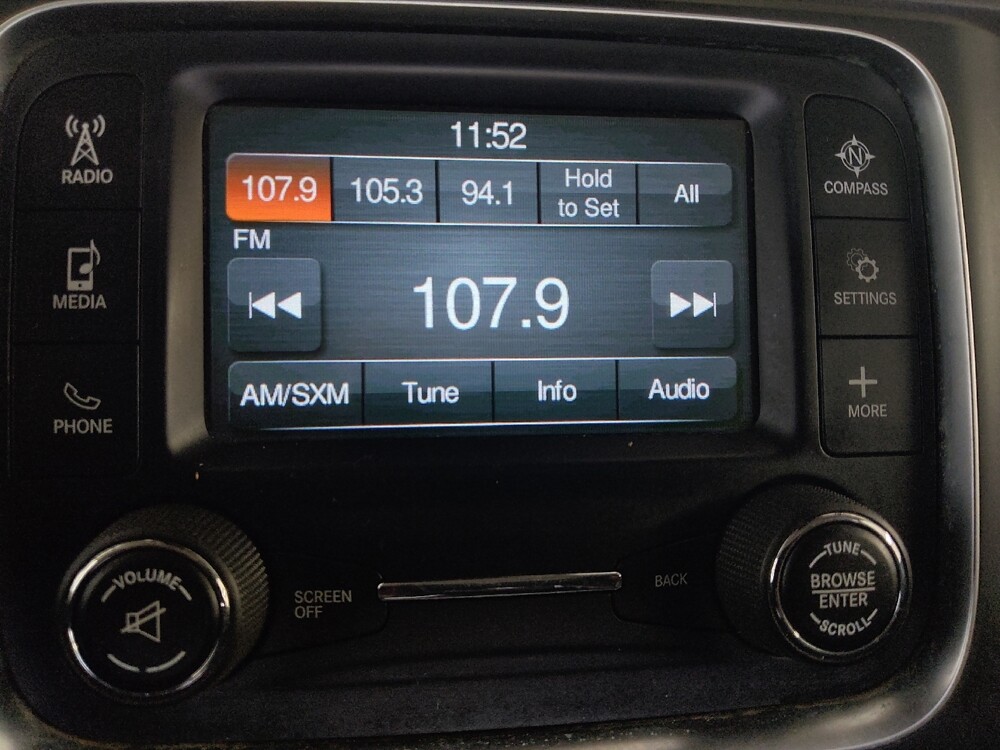 11:52
107.9 105.3 94.1 Hold to Set All
FM
107.9
AM/SXM Tune Info Audio
RADIO
MEDIA
PHONE
N
COMPASS
SETTINGS
MORE
VOLUME
SCREEN
OFF
BACK
TUNE
BROWSE
ENTER
SCROLL